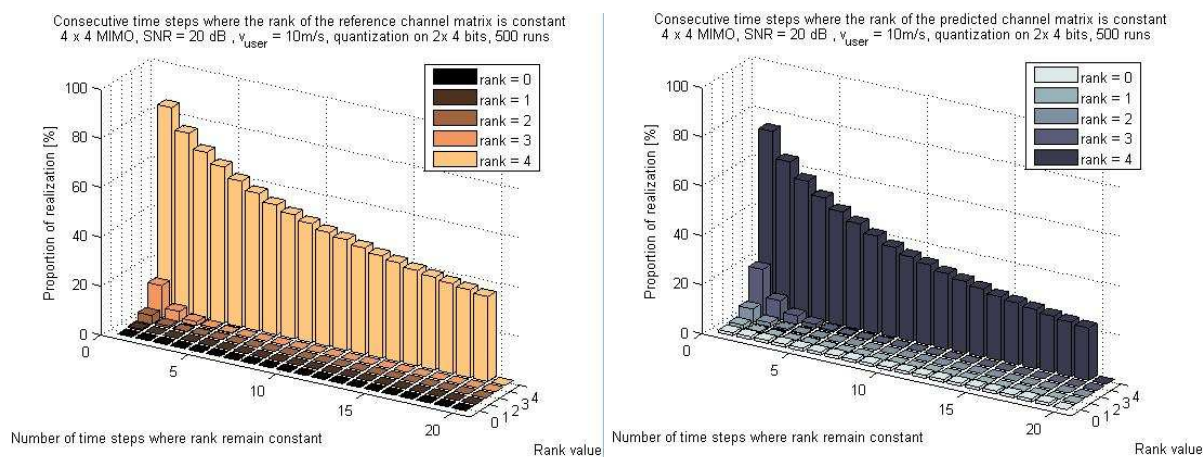 Consecutive time steps where the rank of the reference channel matrix is constant
4 x 4 MIMO, SNR = 20 dB , v_user = 10m/s, quantization on 2x 4 bits, 500 runs
rank = 0
rank = 1
rank = 2
rank = 3
rank = 4
Proportion of realization [%]
100
80
60
40
20
0
0
5
10
15
20
0
1
2
3
4
Number of time steps where rank remain constant
Rank value
Consecutive time steps where the rank of the predicted channel matrix is constant
4 x 4 MIMO, SNR = 20 dB , v_user = 10m/s, quantization on 2x 4 bits, 500 runs
rank = 0
rank = 1
rank = 2
rank = 3
rank = 4
Proportion of realization [%]
100
80
60
40
20
0
0
5
10
15
20
0
1
2
3
4
Number of time steps where rank remain constant
Rank value